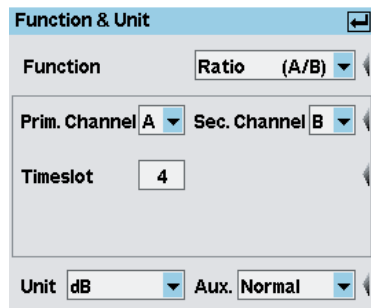 Function & Unit
Function Ratio (A/B)
Prim. Channel A Sec. Channel B
Timeslot 4
Unit dB Aux. Normal